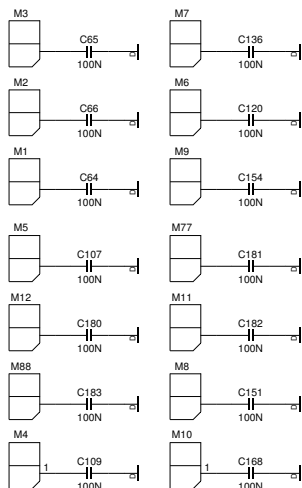 M3 M7
C65 C136
D D
100N 100N
M2 M6
C66 C120
D D
100N 100N
M1 M9
C64 C154
D D
100N 100N
M5 M77
C107 C181
D D
100N 100N
M12 M11
C180 C182
D D
100N 100N
M88 M8
C183 C151
D D
100N 100N
M4 M10
C109 C168
1 D 1 D
100N 100N